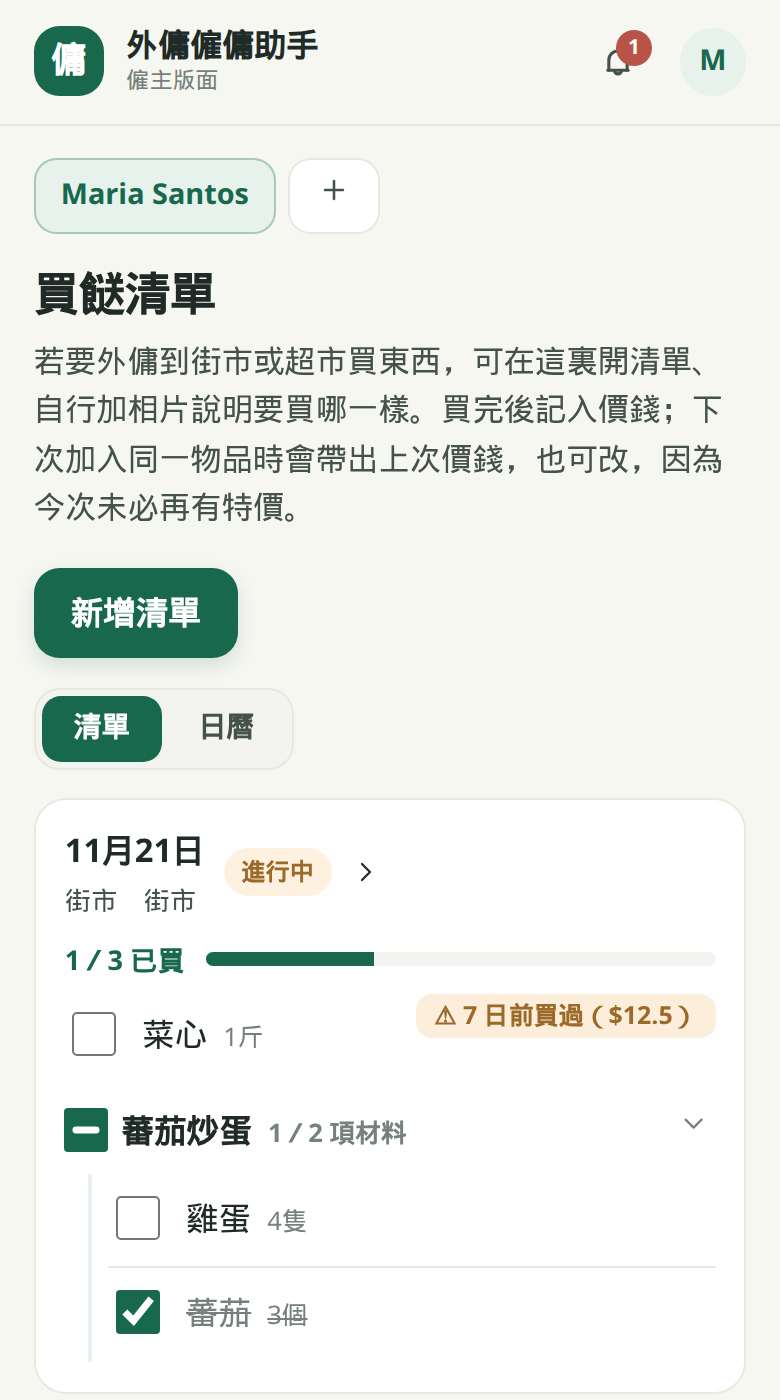 傭
外傭僱傭助手
僱主版面
1
M
Maria Santos
+
買餸清單
若要外傭到街市或超市買東西，可在這裏開清單、
自行加相片說明要買哪一樣。買完後記入價錢；下
次加入同一物品時會帶出上次價錢，也可改，因為
今次未必再有特價。
新增清單
清單
日曆
11月21日
進行中
街市 街市
1 / 3 已買
⚠ 7 日前買過（$12.5）
菜心 1斤
蕃茄炒蛋 1 / 2 項材料
雞蛋 4隻
蕃茄 3個